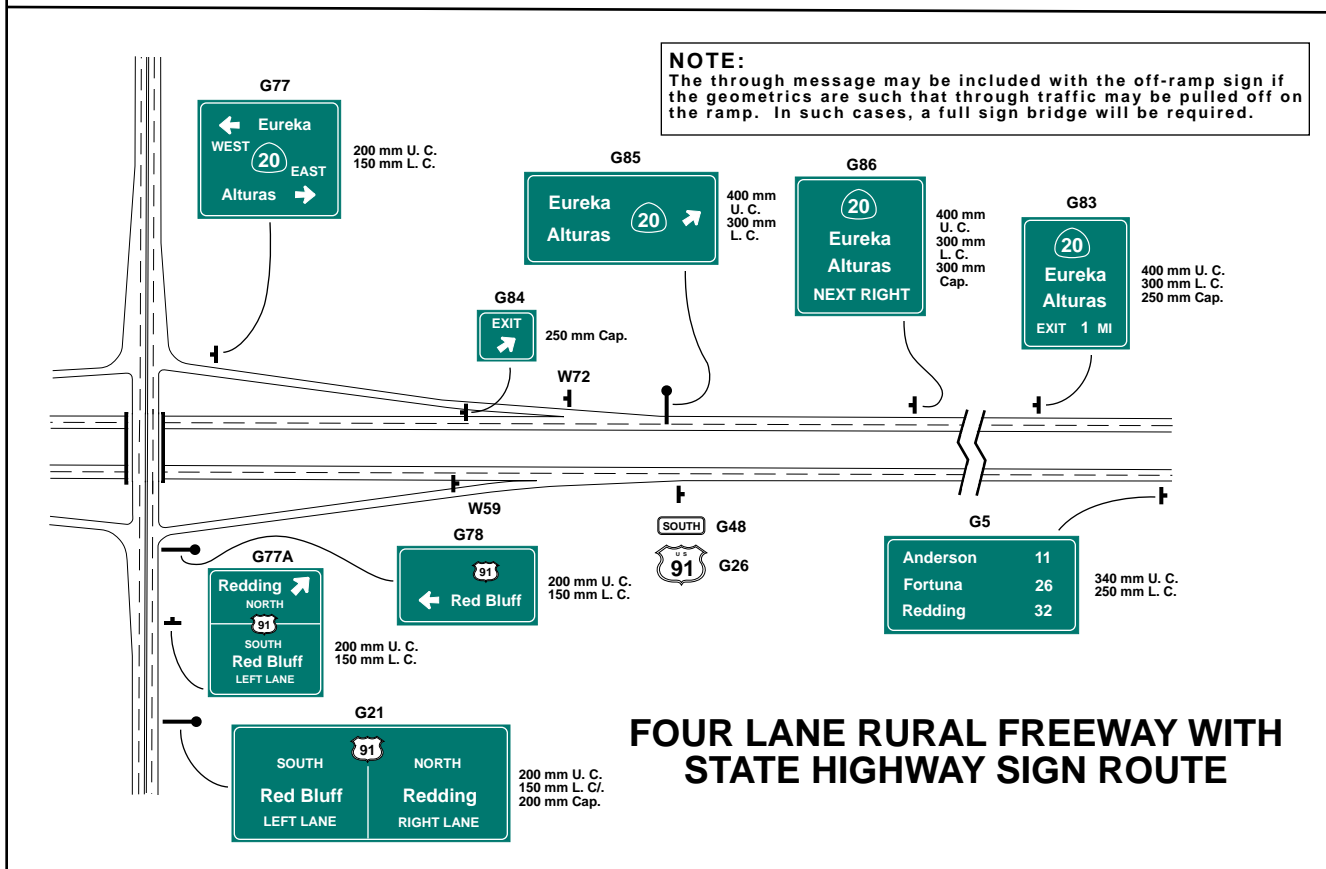 NOTE:
The through message may be included with the off-ramp sign if
the geometrics are such that through traffic may be pulled off on
the ramp. In such cases, a full sign bridge will be required.
G77
Eureka
WEST
20
EAST
Alturas
200 mm U. C.
150 mm L. C.
G85
Eureka
Alturas
20
400 mm
U. C.
300 mm
L. C.
G86
20
Eureka
Alturas
NEXT RIGHT
400 mm
U. C.
300 mm
L. C.
300 mm
Cap.
G83
20
Eureka
Alturas
EXIT 1 MI
400 mm U. C.
300 mm L. C.
250 mm Cap.
G84
EXIT
250 mm Cap.
W72
W59
G78
91
Red Bluff
200 mm U. C.
150 mm L. C.
SOUTH G48
U S
91 G26
G5
Anderson 11
Fortuna 26
Redding 32
340 mm U. C.
250 mm L. C.
G77A
Redding
NORTH
91
SOUTH
Red Bluff
LEFT LANE
200 mm U. C.
150 mm L. C.
G21
91
SOUTH NORTH
Red Bluff Redding
LEFT LANE RIGHT LANE
200 mm U. C.
150 mm L. C/.
200 mm Cap.
FOUR LANE RURAL FREEWAY WITH
STATE HIGHWAY SIGN ROUTE